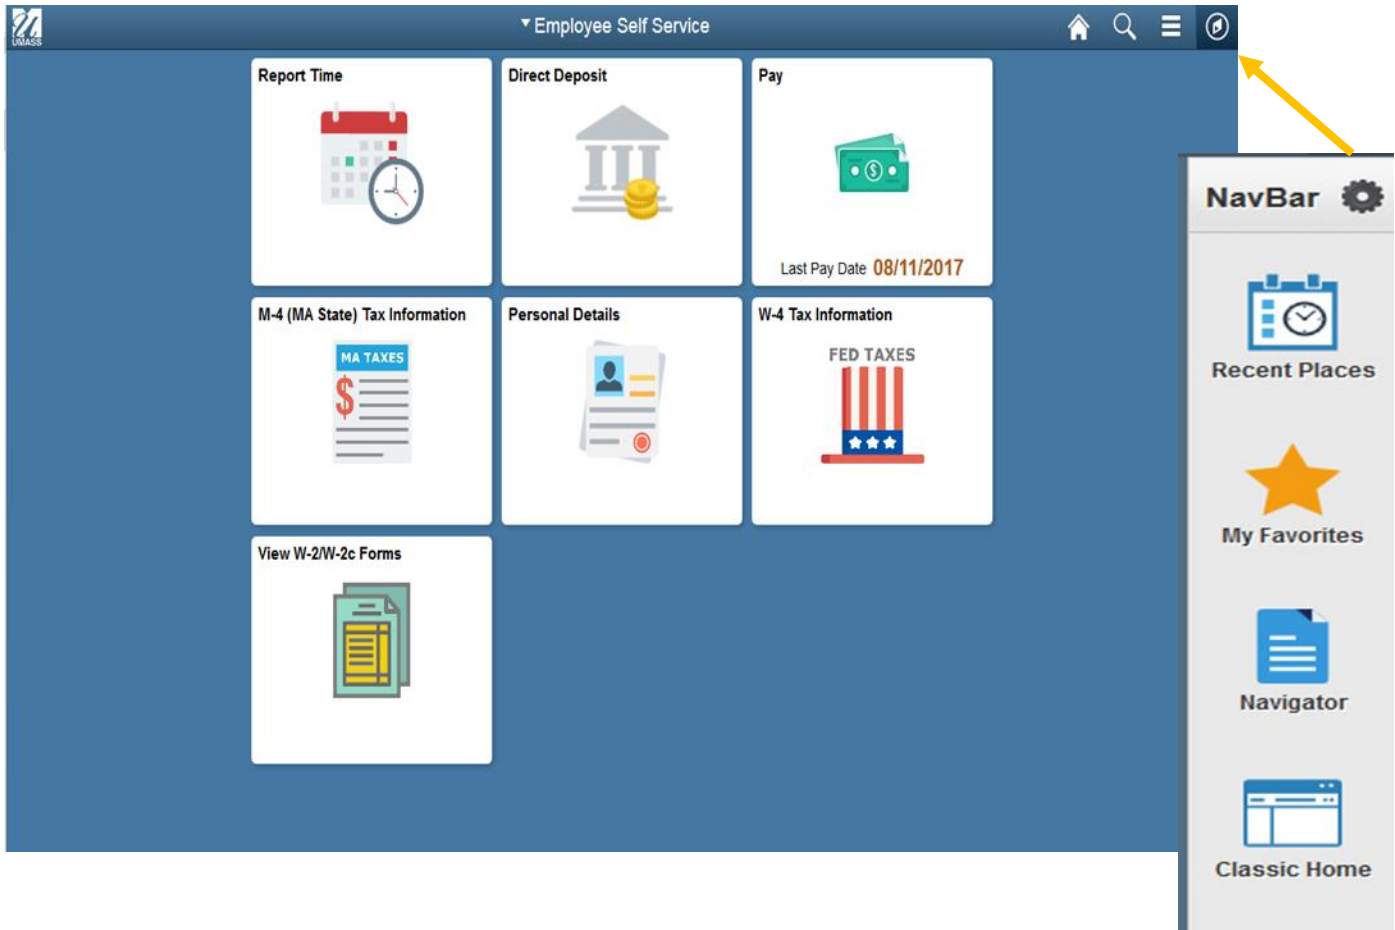 UMASS
Employee Self Service
Report Time
Direct Deposit
Pay
Last Pay Date 08/11/2017
M-4 (MA State) Tax Information
MA TAXES
$
Personal Details
W-4 Tax Information
FED TAXES
View W-2/W-2c Forms
NavBar
Recent Places
My Favorites
Navigator
Classic Home